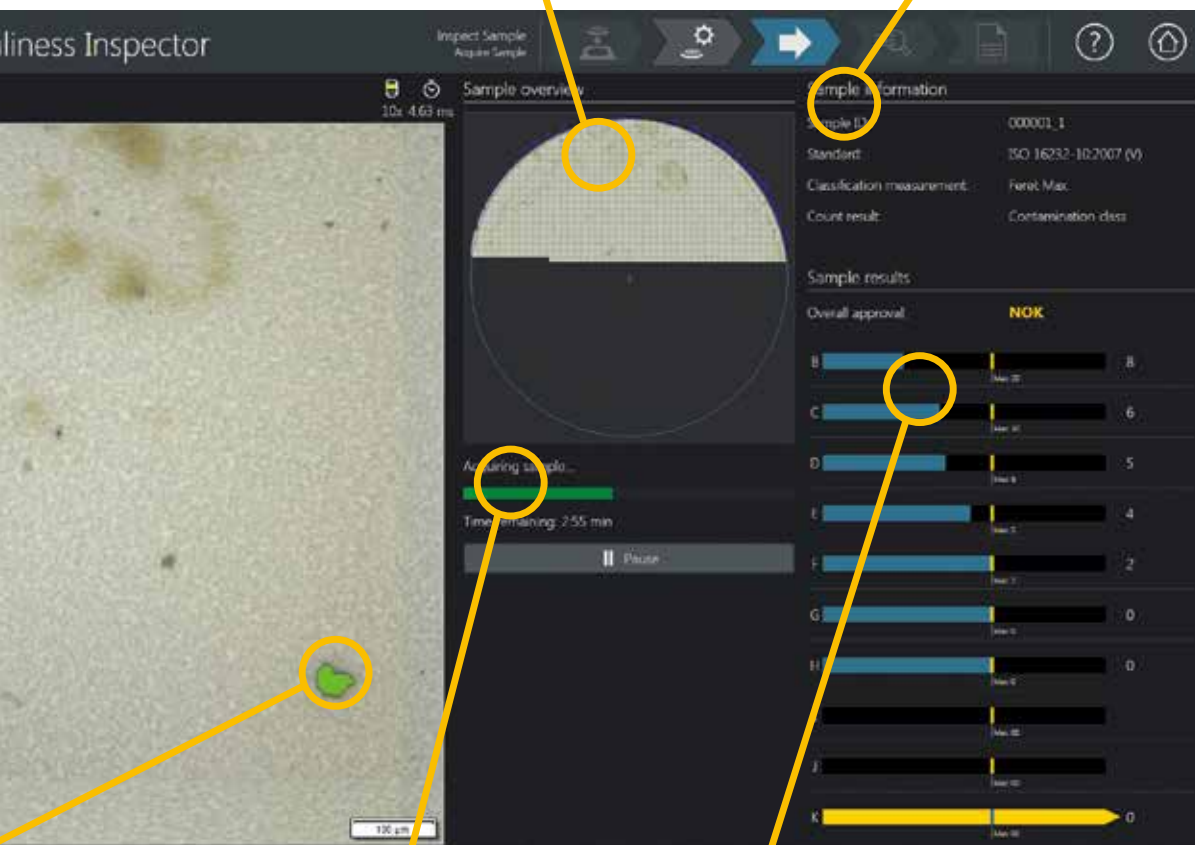 liness Inspector
Inspect Sample
Acquire Sample
?
10x 4.63 ms
Sample overview
Acquiring sample...
Time remaining: 2:55 min
Pause
100 µm
Sample information
Sample ID: 000001_1
Standard: ISO 16232-10:2007 (V)
Classification measurement: Feret Max.
Count result: Contamination class
Sample results
Overall approval: NOK
B 8
C 6
D 5
E 4
F 2
G 0
H 0
J
K 0